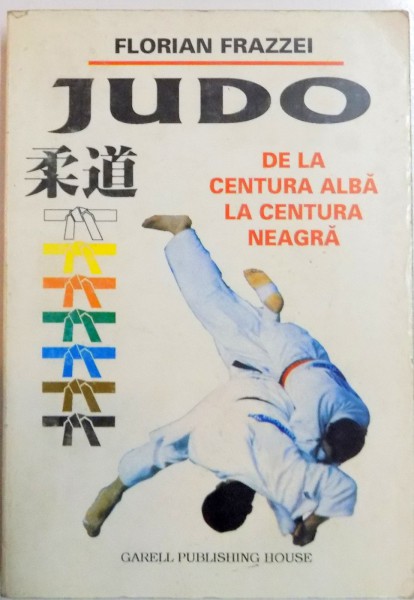 FLORIAN FRAZZEI
JUDO
柔道
DE LA
CENTURA ALBĂ
LA CENTURA
NEAGRĂ
GARELL PUBLISHING HOUSE